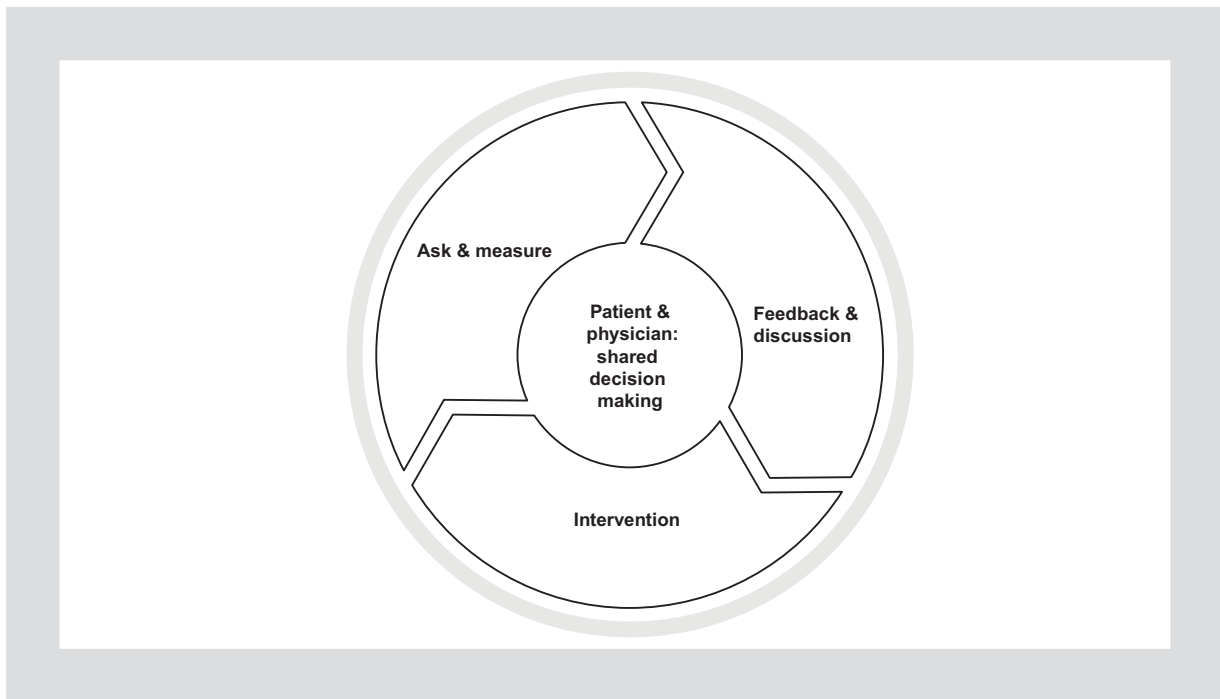 Ask & measure
Patient &
physician:
shared
decision
making
Feedback &
discussion
Intervention